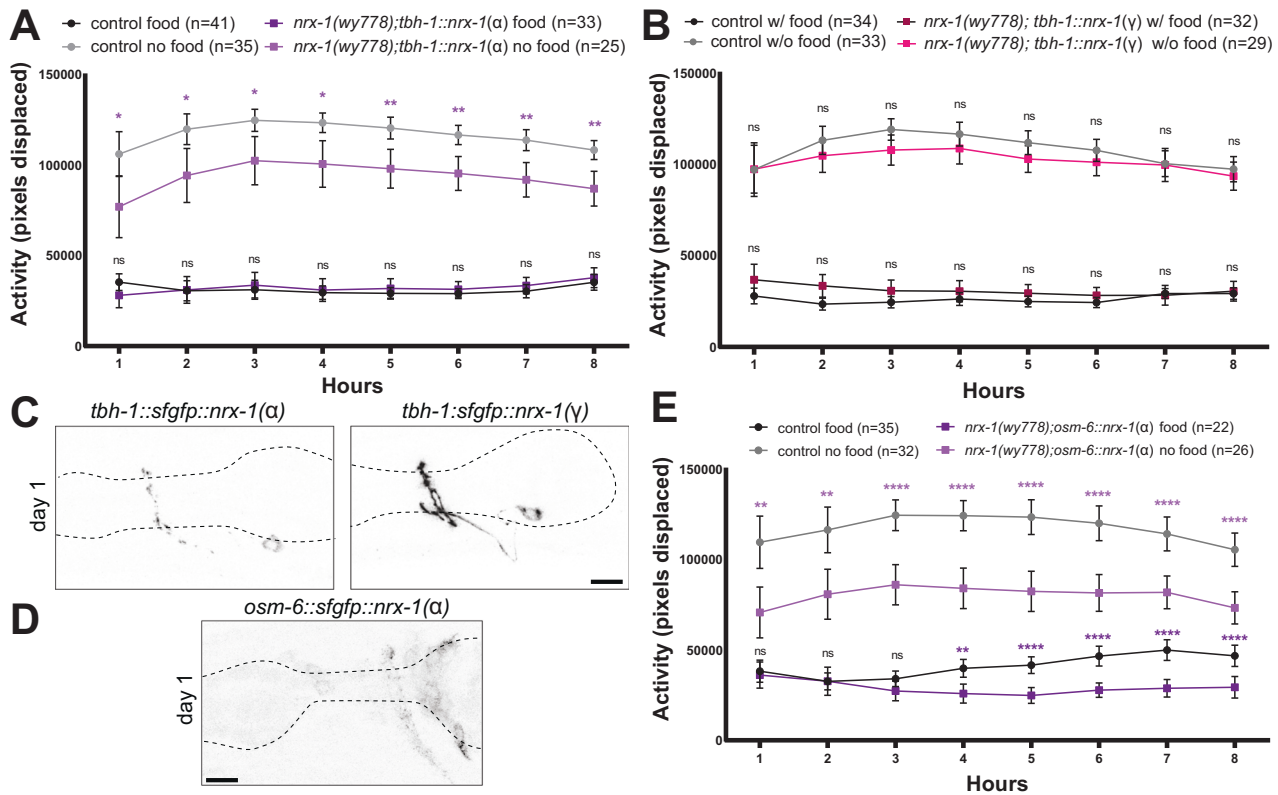 A
control food (n=41)
nrx-1(wy778);tbh-1::nrx-1(α) food (n=33)
control no food (n=35)
nrx-1(wy778);tbh-1::nrx-1(α) no food (n=25)
Activity (pixels displaced)
150000
100000
50000
0
* * * * ** ** ** **
ns ns ns ns ns ns ns ns
1 2 3 4 5 6 7 8
Hours
B
control w/ food (n=34)
nrx-1(wy778); tbh-1::nrx-1(γ) w/ food (n=32)
control w/o food (n=33)
nrx-1(wy778); tbh-1::nrx-1(γ) w/o food (n=29)
Activity (pixels displaced)
150000
100000
50000
0
ns ns ns ns ns ns ns ns
ns ns ns ns ns ns ns ns
1 2 3 4 5 6 7 8
Hours
C
tbh-1::sfgfp::nrx-1(α)
tbh-1:sfgfp::nrx-1(γ)
day 1
D
osm-6::sfgfp::nrx-1(α)
day 1
E
control food (n=35)
nrx-1(wy778);osm-6::nrx-1(α) food (n=22)
control no food (n=32)
nrx-1(wy778);osm-6::nrx-1(α) no food (n=26)
Activity (pixels displaced)
150000
100000
50000
0
** ** **** **** **** **** **** ****
ns ns ns ** **** **** **** ****
1 2 3 4 5 6 7 8
Hours